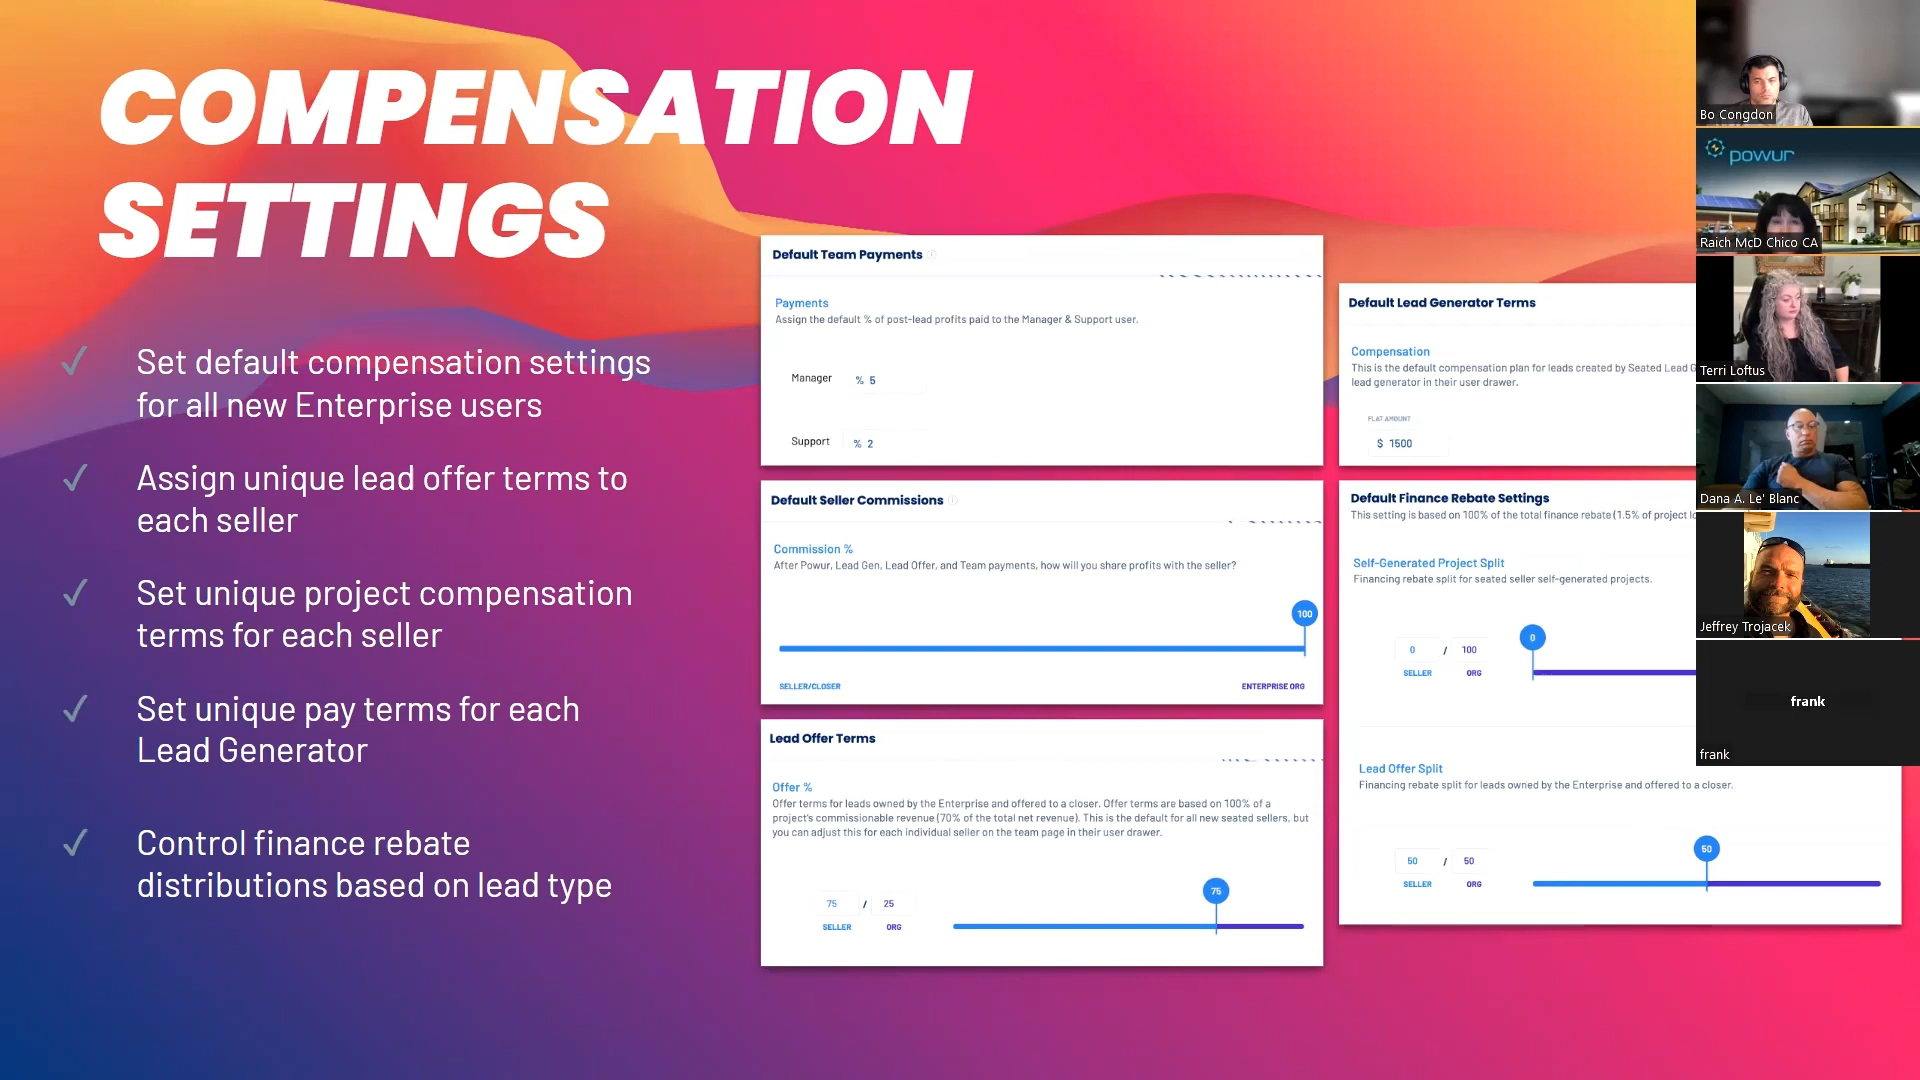 COMPENSATION
SETTINGS
✓ Set default compensation settings
for all new Enterprise users
✓ Assign unique lead offer terms to
each seller
✓ Set unique project compensation
terms for each seller
✓ Set unique pay terms for each
Lead Generator
✓ Control finance rebate
distributions based on lead type
Default Team Payments
Payments
Assign the default % of post-lead profits paid to the Manager & Support user.
Manager % 5
Support % 2
Default Seller Commissions
Commission %
After Powur, Lead Gen, Lead Offer, and Team payments, how will you share profits with the seller?
100
SELLER/CLOSER ENTERPRISE ORG
Lead Offer Terms
Offer %
Offer terms for leads owned by the Enterprise and offered to a closer. Offer terms are based on 100% of a
project's commissionable revenue (70% of the total net revenue). This is the default for all new seated sellers, but
you can adjust this for each individual seller on the team page in their user drawer.
75
75 / 25
SELLER ORG
Default Lead Generator Terms
Compensation
This is the default compensation plan for leads created by Seated Lead G
lead generator in their user drawer.
FLAT AMOUNT
$ 1500
Default Finance Rebate Settings
This setting is based on 100% of the total finance rebate (1.5% of project
Self-Generated Project Split
Financing rebate split for seated seller self-generated projects.
0
0 / 100
SELLER ORG
Lead Offer Split
Financing rebate split for leads owned by the Enterprise and offered to a closer.
50
50 / 50
SELLER ORG
Bo Congdon
powur
Raich McD Chico CA
Terri Loftus
Dana A. Le' Blanc
Jeffrey Trojacek
frank
frank